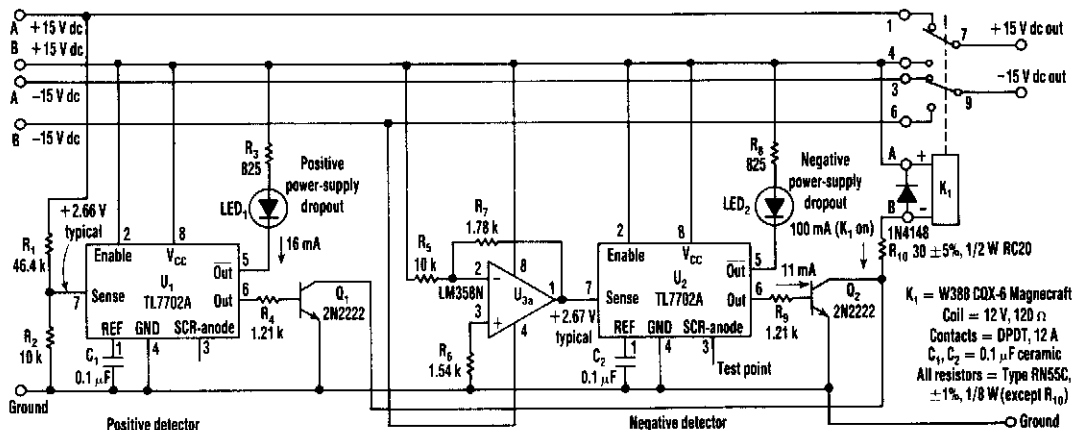 A +15 V dc
B +15 V dc
A −15 V dc
B −15 V dc
1
7
+15 V dc out
4
3
9
−15 V dc out
6
R3
825
LED1
Positive
power-supply
dropout
16 mA
+2.66 V
typical
R1
46.4 k
R2
10 k
2
8
Enable
VCC
U1
TL7702A
Out
5
Out
6
7
Sense
REF
GND
SCR-anode
1
4
3
C1
0.1 µF
R4
1.21 k
Q1
2N2222
R5
10 k
R7
1.78 k
2
−
8
LM358N
U3a
1
3
+
4
R6
1.54 k
+2.67 V
typical
R8
825
LED2
Negative
power-supply
dropout
100 mA (K1 on)
2
8
Enable
VCC
U2
TL7702A
Out
5
Out
6
7
Sense
REF
GND
SCR-anode
1
4
3
C2
0.1 µF
Test point
11 mA
R9
1.21 k
Q2
2N2222
A
+
B
−
K1
1N4148
R10 30 ±5%, 1/2 W RC20
K1 = W388 CQX-6 Magnecraft
Coil = 12 V, 120 Ω
Contacts = DPDT, 12 A
C1, C2 = 0.1 µF ceramic
All resistors = Type RN55C,
±1%, 1/8 W (except R10)
Ground
Positive detector
Negative detector
Ground